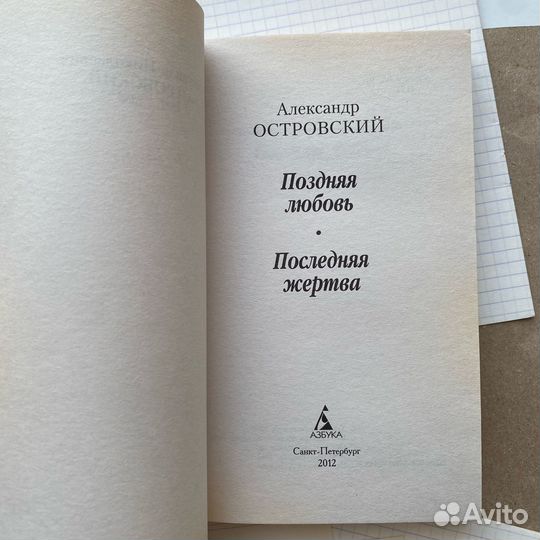 Александр
ОСТРОВСКИЙ
Поздняя
любовь
•
Последняя
жертва
АЗБУКА
Санкт-Петербург
2012
Avito